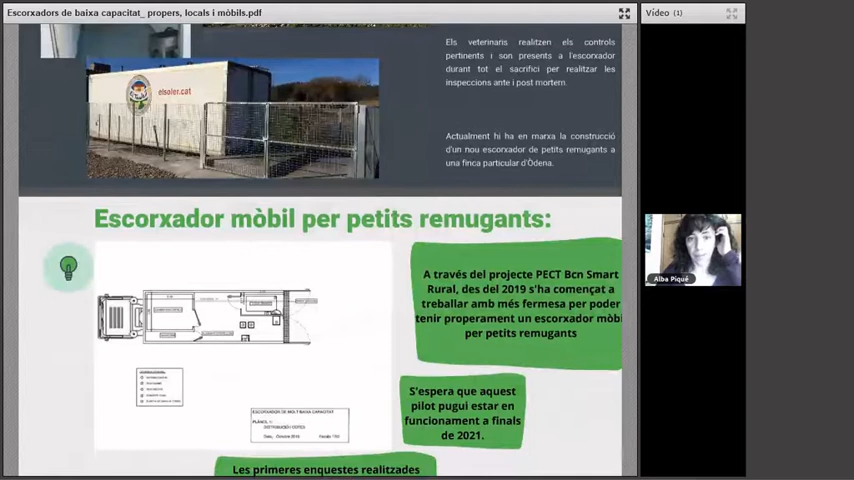 Escorxadors de baixa capacitat_ propers, locals i mòbils.pdf
Vídeo (1)
Els veterinaris realitzen els controls
pertinents i son presents a l'escorxador
durant tot el sacrifici per realitzar les
inspeccions ante i post mortem.
elsoler.cat
Actualment hi ha en marxa la construcció
d'un nou escorxador de petits remugants a
una finca particular d'Òdena.
Escorxador mòbil per petits remugants:
A través del projecte PECT Bcn Smart
Rural, des del 2019 s'ha començat a
treballar amb més fermesa per poder
tenir properament un escorxador mòbi
per petits remugants
Alba Piqué
S'espera que aquest
pilot pugui estar en
funcionament a finals
de 2021.
ESCORXADOR DE MOLT BAIXA CAPACITAT
Les primeres enquestes realitzades